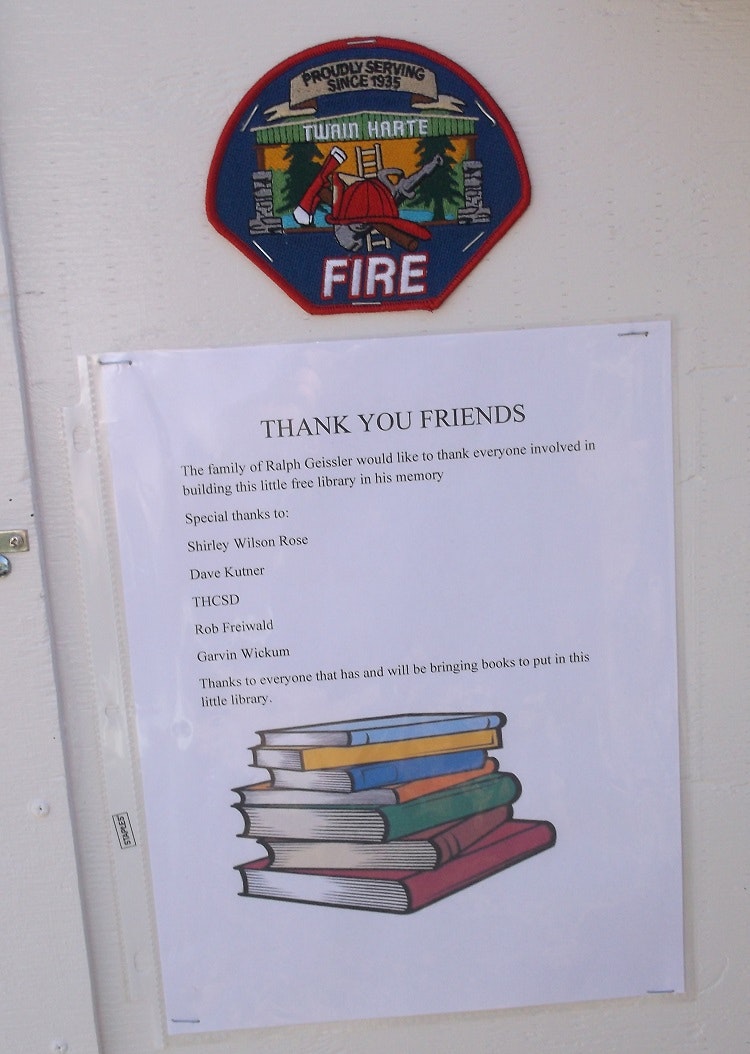 PROUDLY SERVING
SINCE 1935
TWAIN HARTE
FIRE
THANK YOU FRIENDS
The family of Ralph Geissler would like to thank everyone involved in
building this little free library in his memory
Special thanks to:
Shirley Wilson Rose
Dave Kutner
THCSD
Rob Freiwald
Garvin Wickum
Thanks to everyone that has and will be bringing books to put in this
little library.
STAPLES